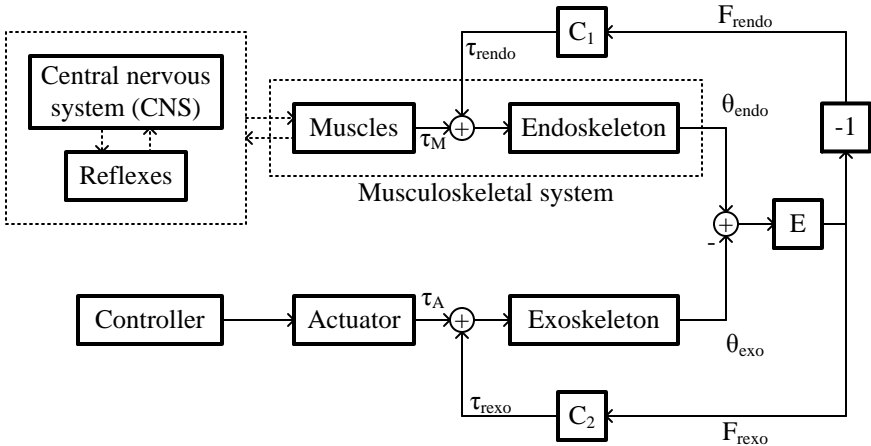 Central nervous
system (CNS)
Reflexes
Muscles
τM
+
Endoskeleton
Musculoskeletal system
τrendo
C1
Frendo
θendo
-1
-
+
E
Controller
Actuator
τA
+
Exoskeleton
θexo
τrexo
C2
Frexo